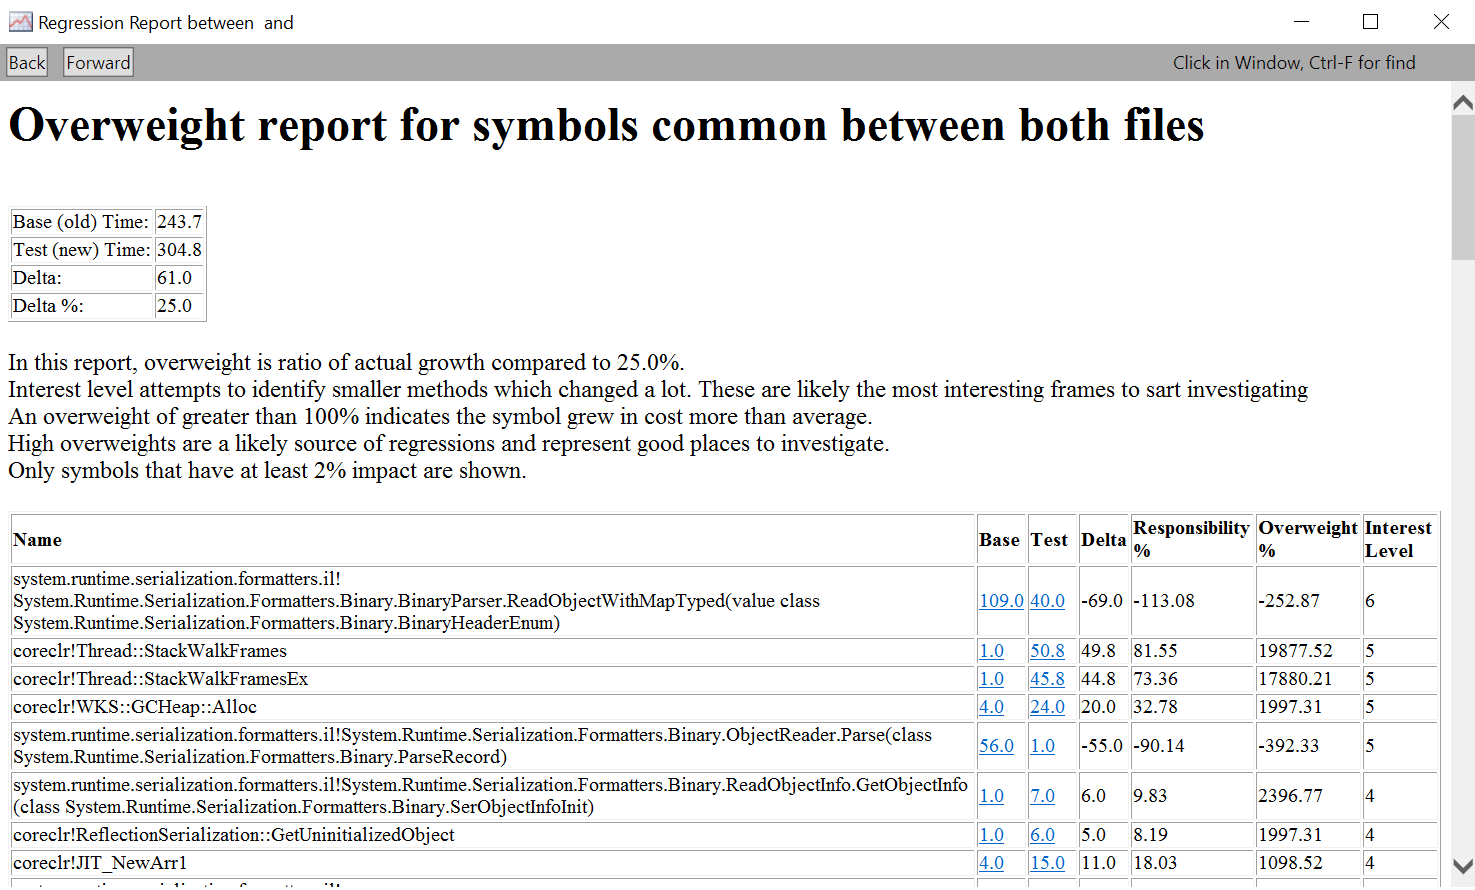 Regression Report between  and
Back Forward Click in Window, Ctrl-F for find
Overweight report for symbols common between both files
Base (old) Time: 243.7
Test (new) Time: 304.8
Delta: 61.0
Delta %: 25.0
In this report, overweight is ratio of actual growth compared to 25.0%.
Interest level attempts to identify smaller methods which changed a lot. These are likely the most interesting frames to sart investigating
An overweight of greater than 100% indicates the symbol grew in cost more than average.
High overweights are a likely source of regressions and represent good places to investigate.
Only symbols that have at least 2% impact are shown.
Name Base Test Delta Responsibility % Overweight % Interest Level
system.runtime.serialization.formatters.il!
System.Runtime.Serialization.Formatters.Binary.BinaryParser.ReadObjectWithMapTyped(value class
System.Runtime.Serialization.Formatters.Binary.BinaryHeaderEnum) 109.0 40.0 -69.0 -113.08 -252.87 6
coreclr!Thread::StackWalkFrames 1.0 50.8 49.8 81.55 19877.52 5
coreclr!Thread::StackWalkFramesEx 1.0 45.8 44.8 73.36 17880.21 5
coreclr!WKS::GCHeap::Alloc 4.0 24.0 20.0 32.78 1997.31 5
system.runtime.serialization.formatters.il!System.Runtime.Serialization.Formatters.Binary.ObjectReader.Parse(class
System.Runtime.Serialization.Formatters.Binary.ParseRecord) 56.0 1.0 -55.0 -90.14 -392.33 5
system.runtime.serialization.formatters.il!System.Runtime.Serialization.Formatters.Binary.ReadObjectInfo.GetObjectInfo
(class System.Runtime.Serialization.Formatters.Binary.SerObjectInfoInit) 1.0 7.0 6.0 9.83 2396.77 4
coreclr!ReflectionSerialization::GetUninitializedObject 1.0 6.0 5.0 8.19 1997.31 4
coreclr!JIT_NewArr1 4.0 15.0 11.0 18.03 1098.52 4